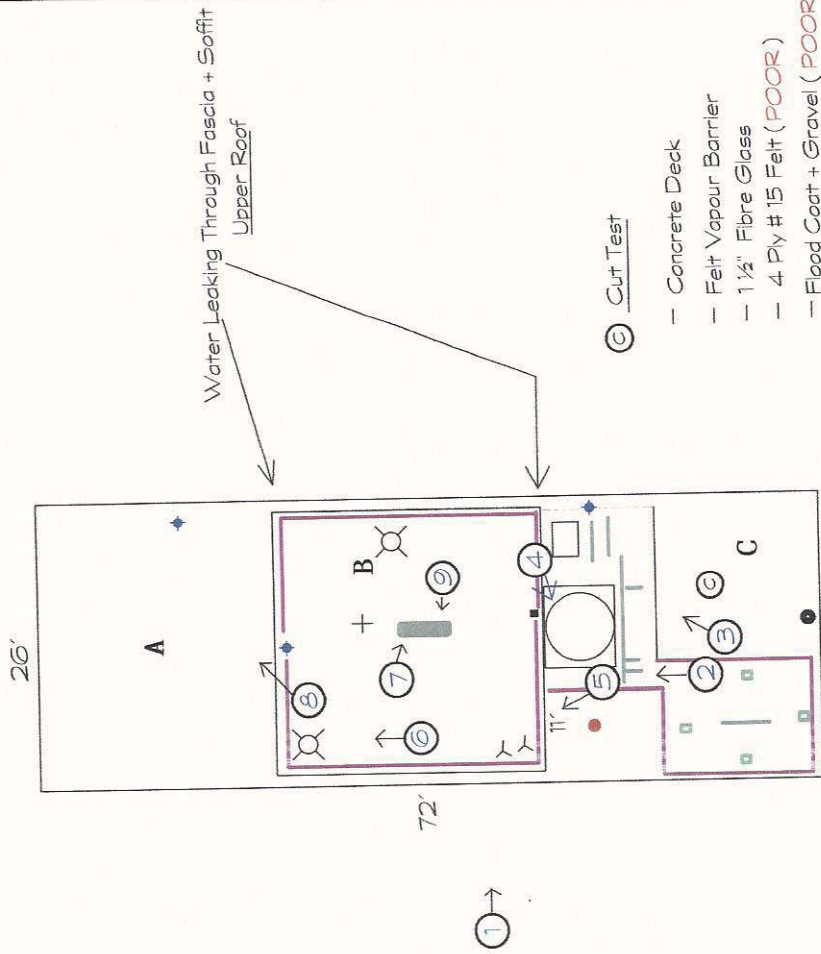 Water Leaking Through Fascia + Soffit
Upper Roof
26'
A
72'
B
8
7
9
6
4
5
11'
2
3
C
C
1
C Cut Test
- Concrete Deck
- Felt Vapour Barrier
- 1 ½" Fibre Glass
- 4 Ply # 15 Felt ( POOR )
- Flood Coat + Gravel ( POOR